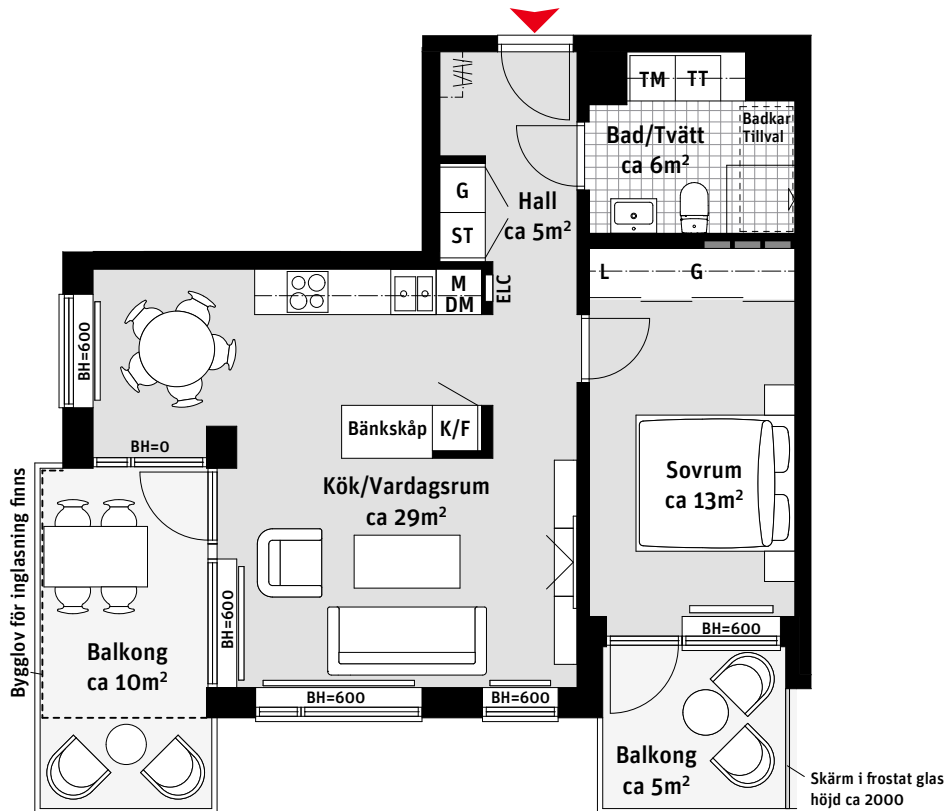 TM
TT
Badkar
Tillval
Bad/Tvätt
ca 6m²
G
Hall
ST
ca 5m²
L
G
M
DM
ELC
BH=600
Bänkskåp
K/F
BH=0
Sovrum
ca 13m²
Kök/Vardagsrum
ca 29m²
Bygglov för inglasning finns
BH=600
Balkong
ca 10m²
BH=600
BH=600
BH=600
Balkong
ca 5m²
Skärm i frostat glas
höjd ca 2000